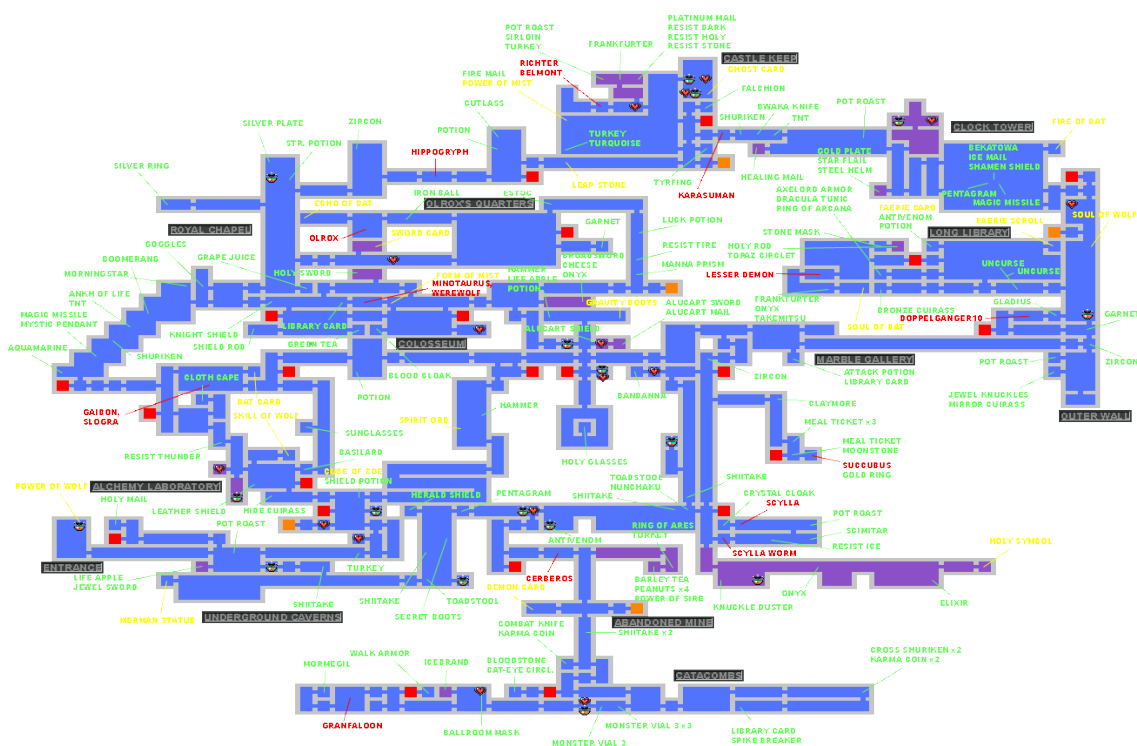 PLATINUM MAIL
RESIST DARK
RESIST HOLY
RESIST STONE
POT ROAST
SIRLOIN
TURKEY
FRANKFURTER
CASTLE KEEP
GHOST CARD
RICHTER
BELMONT
FIRE MAIL
POWER OF MIST
FALCHION
CUTLASS
BWAKA KNIFE
SHURIKEN
TNT
POT ROAST
SILVER PLATE
ZIRCON
POTION
STR. POTION
TURKEY
TURQUOISE
CLOCK TOWER
FIRE OF BAT
HIPPOGRYPH
GOLD PLATE
STAR FLAIL
STEEL HELM
BEKATOWA
ICE MAIL
SHAMEN SHIELD
SILVER RING
LEAP STONE
TYRFING
HEALING MAIL
KARASUMAN
AXELORD ARMOR
DRACULA TUNIC
RING OF ARCANA
PENTAGRAM
MAGIC MISSILE
IRON BALL
ESTOC
OLROX'S QUARTERS
ECHO OF BAT
FAERIE CARD
ANTIVENOM
POTION
FAERIE SCROLL
SOUL OF WOLF
LUCK POTION
GARNET
ROYAL CHAPEL
OLROX
SWORD CARD
STONE MASK
LONG LIBRARY
GOGGLES
BOOMERANG
GRAPE JUICE
HOLY SWORD
BROADSWORD
CHEESE
RESIST FIRE
HOLY ROD
TOPAZ CIRCLET
MORNINGSTAR
FORM OF MIST
MINOTAURUS,
WEREWOLF
HAMMER
LIFE APPLE
POTION
ONYX
MANNA PRISM
LESSER DEMON
UNCURSE
UNCURSE
ANKH OF LIFE
TNT
GRAVITY BOOTS
ALUCART SWORD
ALUCART MAIL
FRANKFURTER
ONYX
TAKEMITSU
BRONZE CUIRASS
GLADIUS
MAGIC MISSILE
MYSTIC PENDANT
KNIGHT SHIELD
LIBRARY CARD
ALUCART SHIELD
SOUL OF BAT
DOPPELGANGER10
GARNET
SHIELD ROD
GREEN TEA
COLOSSEUM
AQUAMARINE
SHURIKEN
MARBLE GALLERY
POT ROAST
ZIRCON
CLOTH CAPE
BAT CARD
SKILL OF WOLF
POTION
BLOOD CLOAK
BANDANNA
ZIRCON
ATTACK POTION
LIBRARY CARD
JEWEL KNUCKLES
MIRROR CUIRASS
GAIBON,
SLOGRA
HAMMER
CLAYMORE
OUTER WALL
SPIRIT ORB
MEAL TICKET x 3
SUNGLASSES
MEAL TICKET
MOONSTONE
RESIST THUNDER
BASILARD
HOLY GLASSES
SUCCUBUS
GOLD RING
CUBE OF ZOE
SHIELD POTION
TOADSTOOL
NUNCHAKU
SHIITAKE
POWER OF WOLF
ALCHEMY LABORATORY
HOLY MAIL
HERALD SHIELD
PENTAGRAM
SHIITAKE
CRYSTAL CLOAK
SCYLLA
LEATHER SHIELD
HIDE CUIRASS
POT ROAST
RING OF ARES
TURKEY
POT ROAST
SCIMITAR
ANTIVENOM
RESIST ICE
HOLY SYMBOL
SCYLLA WORM
ENTRANCE
TURKEY
CERBEROS
LIFE APPLE
JEWEL SWORD
DEMON CARD
BARLEY TEA
PEANUTS x 4
POWER OF SIRE
ONYX
KNUCKLE DUSTER
ELIXIR
SHIITAKE
SHIITAKE
TOADSTOOL
MERMAN STATUE
UNDERGROUND CAVERNS
SECRET BOOTS
COMBAT KNIFE
KARMA COIN
ABANDONED MINE
SHIITAKE x 2
CROSS SHURIKEN x 2
KARMA COIN x 2
WALK ARMOR
MORMEGIL
ICEBRAND
BLOODSTONE
CAT-EYE CIRCL.
CATACOMBS
GRANFALOON
BALLROOM MASK
MONSTER VIAL 3 x 3
LIBRARY CARD
SPIKE BREAKER
MONSTER VIAL 3